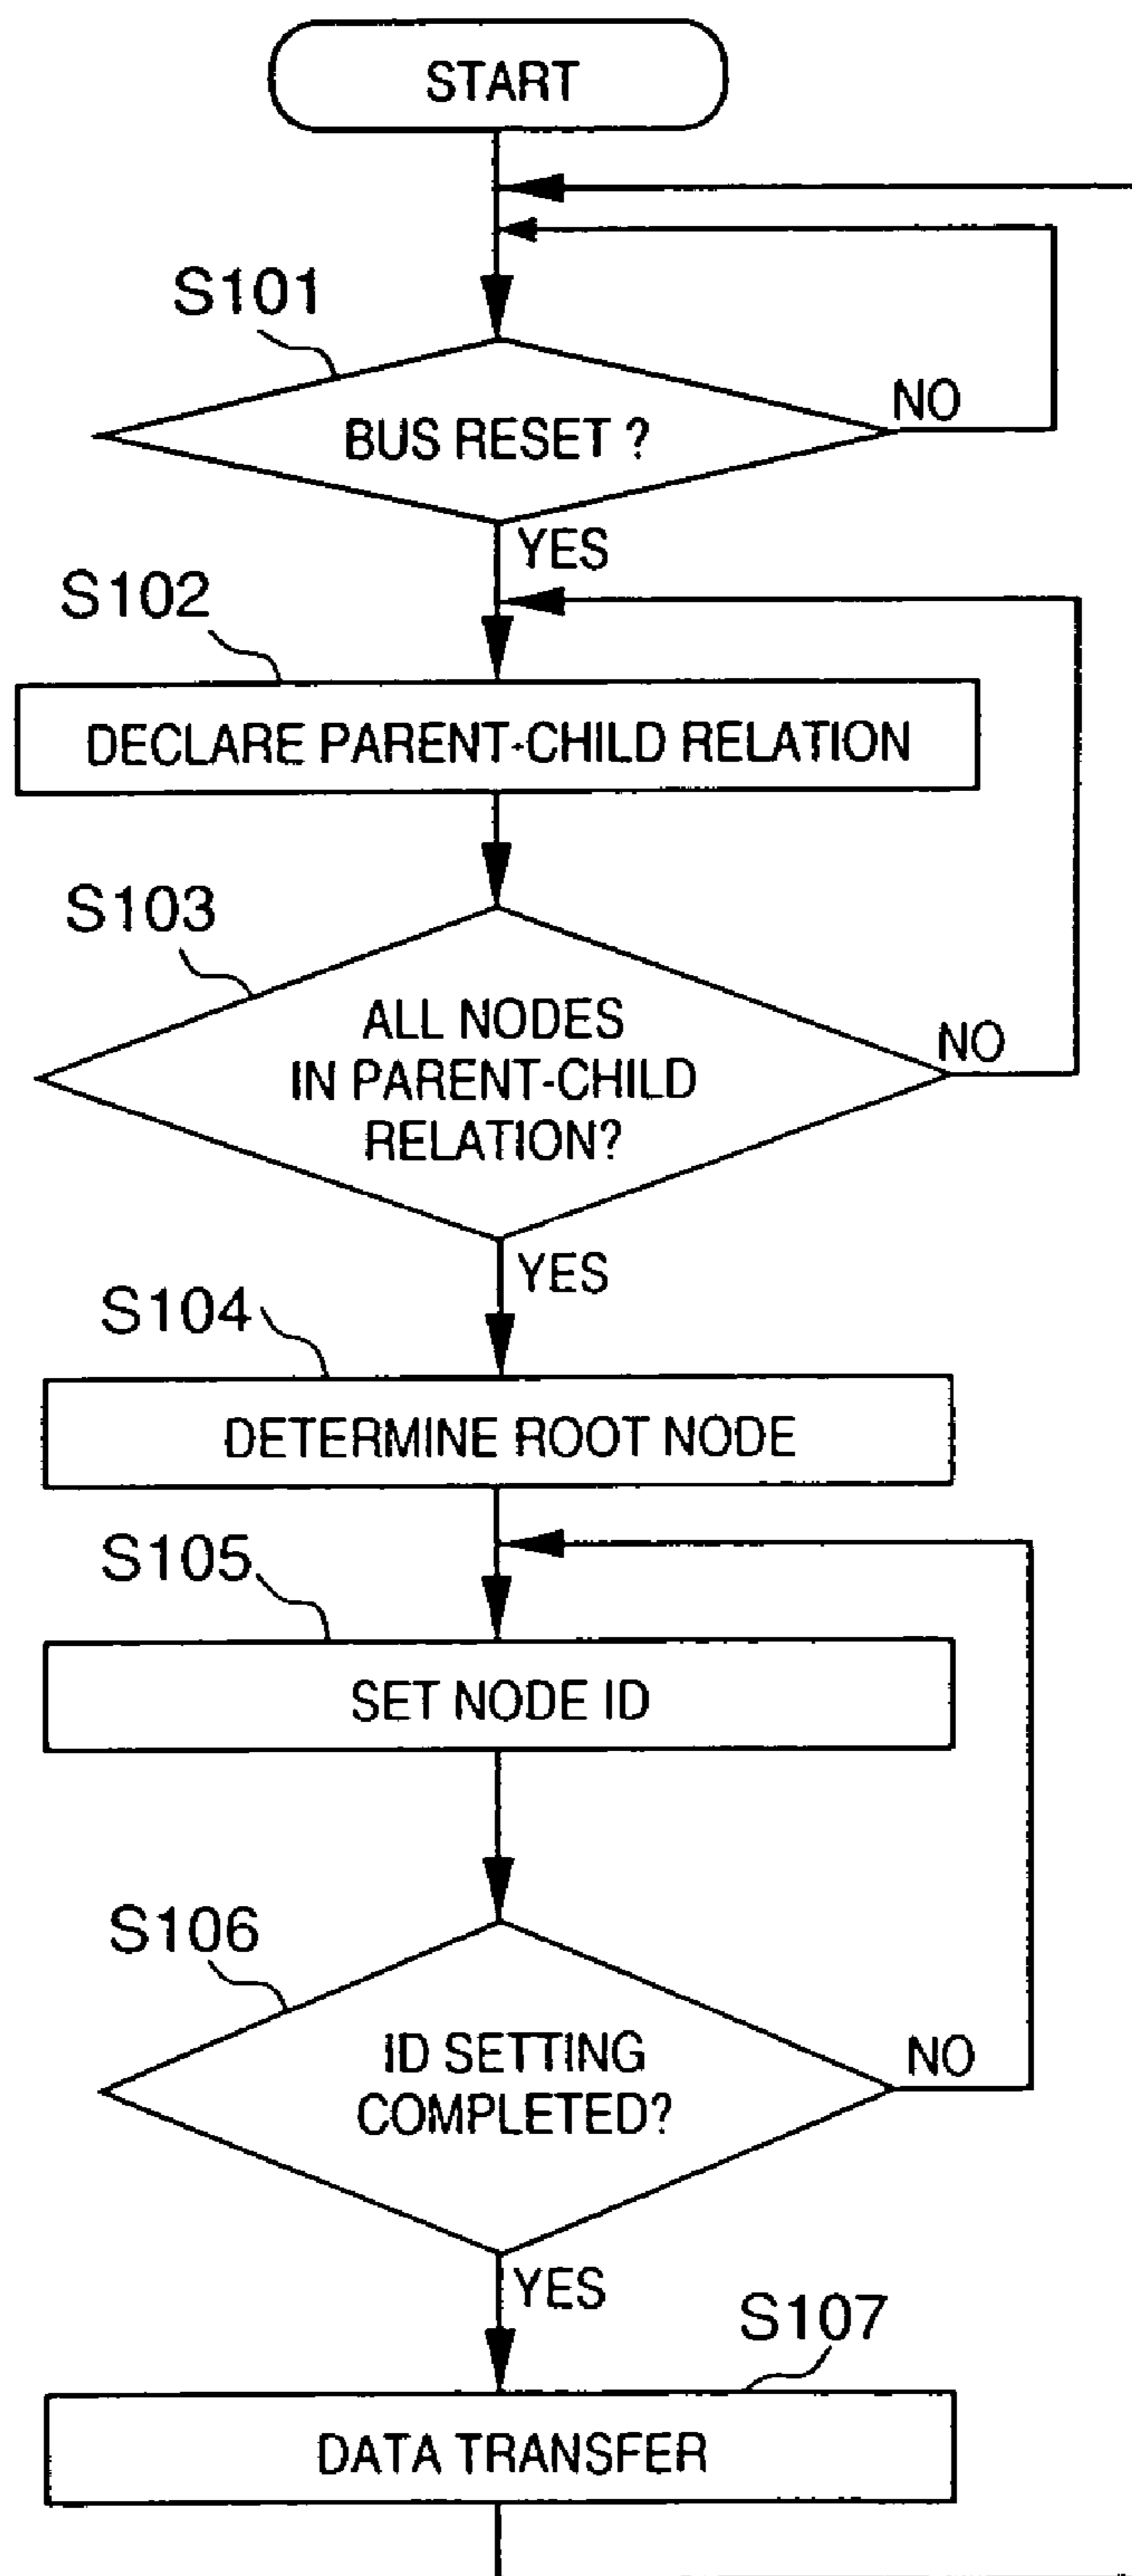 START
S101
BUS RESET ?
NO
YES
S102
DECLARE PARENT-CHILD RELATION
S103
ALL NODES
IN PARENT-CHILD
RELATION?
NO
YES
S104
DETERMINE ROOT NODE
S105
SET NODE ID
S106
ID SETTING
COMPLETED?
NO
YES
S107
DATA TRANSFER